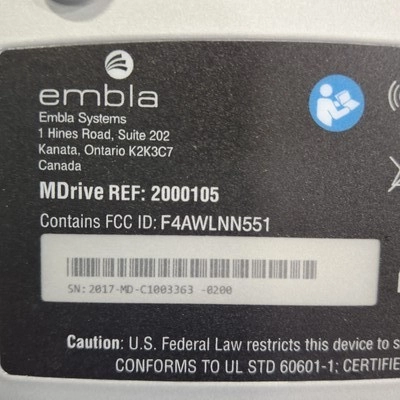 embla
Embla Systems
1 Hines Road, Suite 202
Kanata, Ontario K2K3C7
Canada
MDrive REF: 2000105
Contains FCC ID: F4AWLNN551
SN: 2017-MD-C1003363 -0200
Caution: U.S. Federal Law restricts this device to s
CONFORMS TO UL STD 60601-1; CERTIFIE